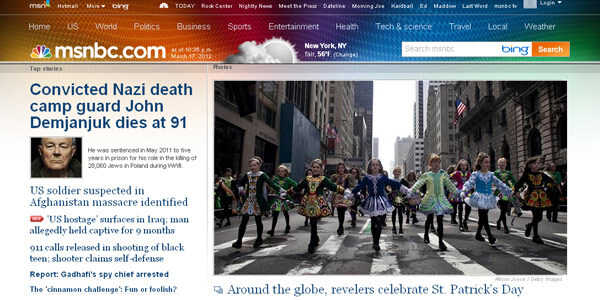 msn Hotmail More bing TODAY Rock Center Nightly News Meet the Press Dateline Morning Joe Hardball Ed Maddow Last Word msnbc tv Login
Home US World Politics Business Sports Entertainment Health Tech & science Travel Local Weather
msnbc.com
as of 10:38 p.m.
March 17, 2012
New York, NY
Fair, 56°F (Change)
Search msnbc.com bing Search
Top stories
Photos
Convicted Nazi death
camp guard John
Demjanjuk dies at 91
He was sentenced in May 2011 to five
years in prison for his role in the killing of
28,060 Jews in Poland during WWII.
US soldier suspected in
Afghanistan massacre identified
'US hostage' surfaces in Iraq; man
allegedly held captive for 9 months
911 calls released in shooting of black
teen; shooter claims self-defense
Report: Gadhafi's spy chief arrested
The 'cinnamon challenge': Fun or foolish?
/ Getty Images
Around the globe, revelers celebrate St. Patrick's Day